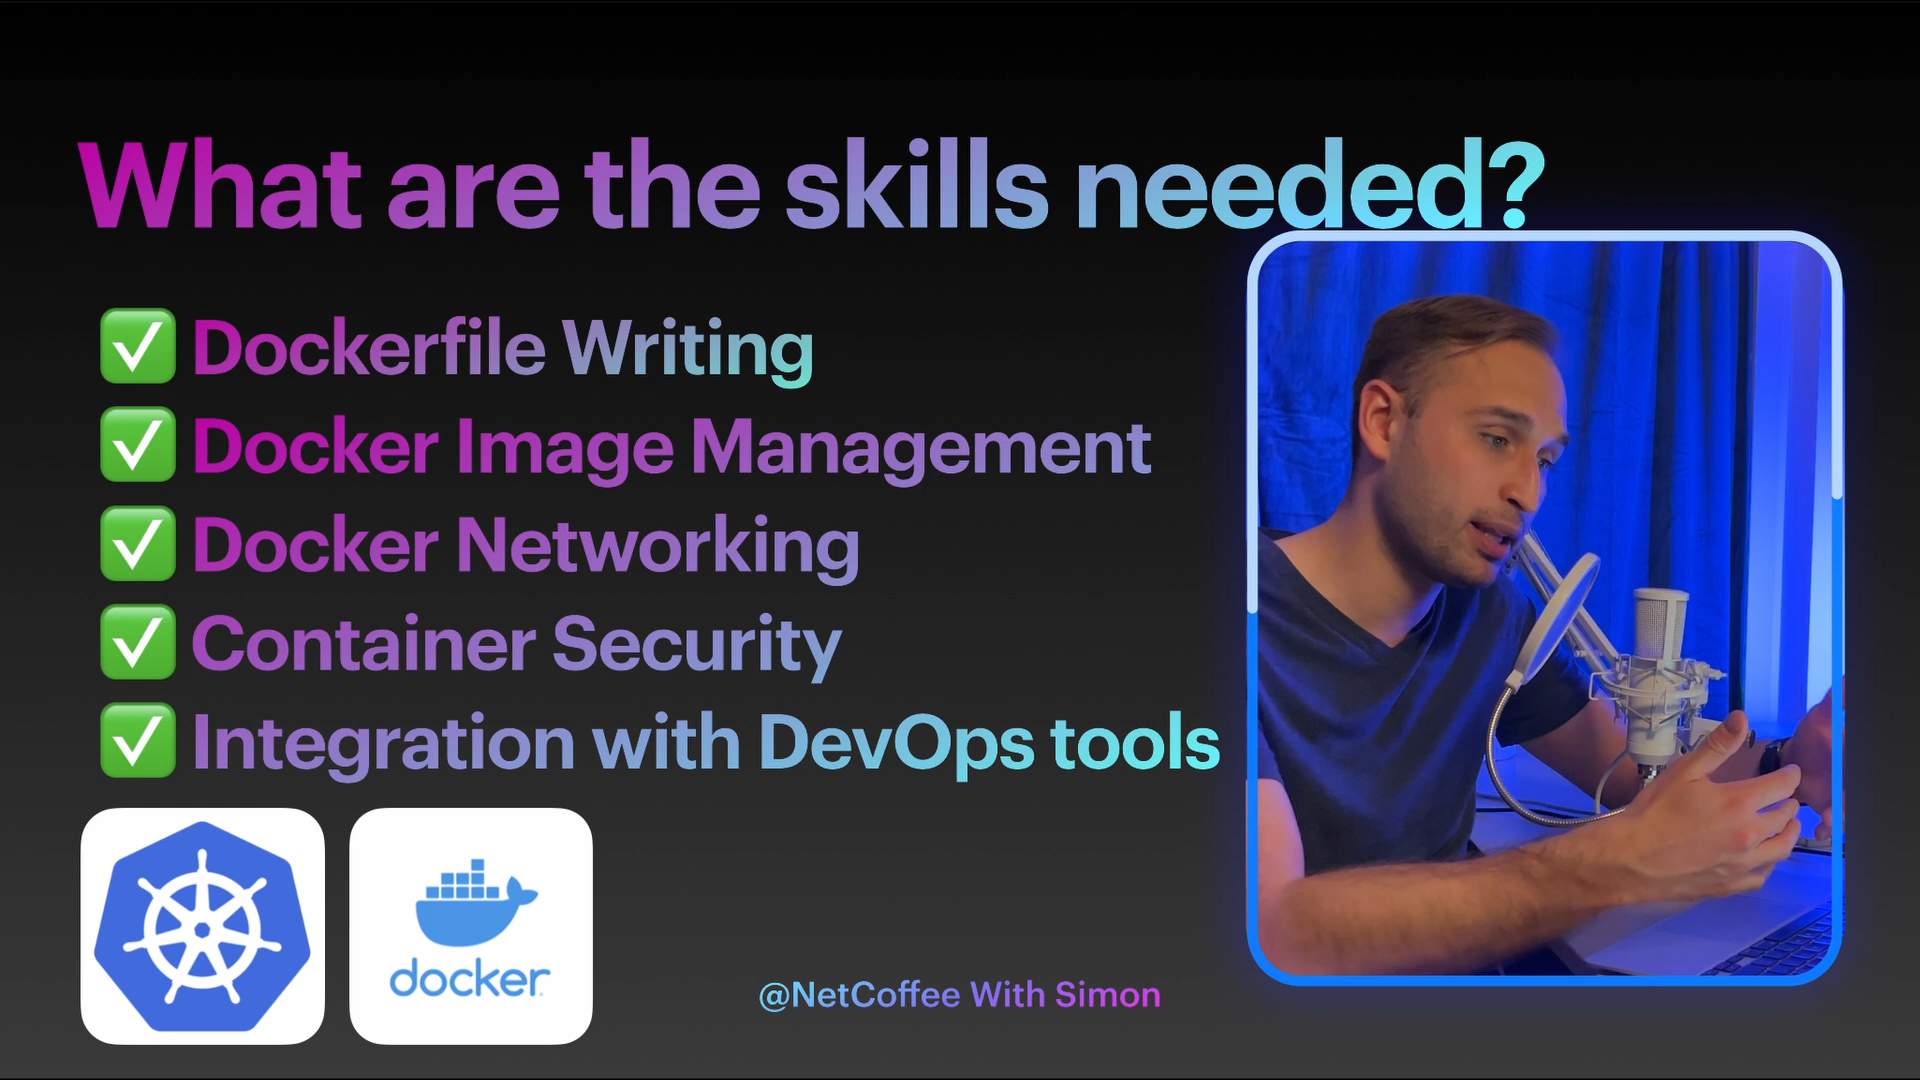 What are the skills needed?
✅ Dockerfile Writing
✅ Docker Image Management
✅ Docker Networking
✅ Container Security
✅ Integration with DevOps tools
docker
@NetCoffee With Simon